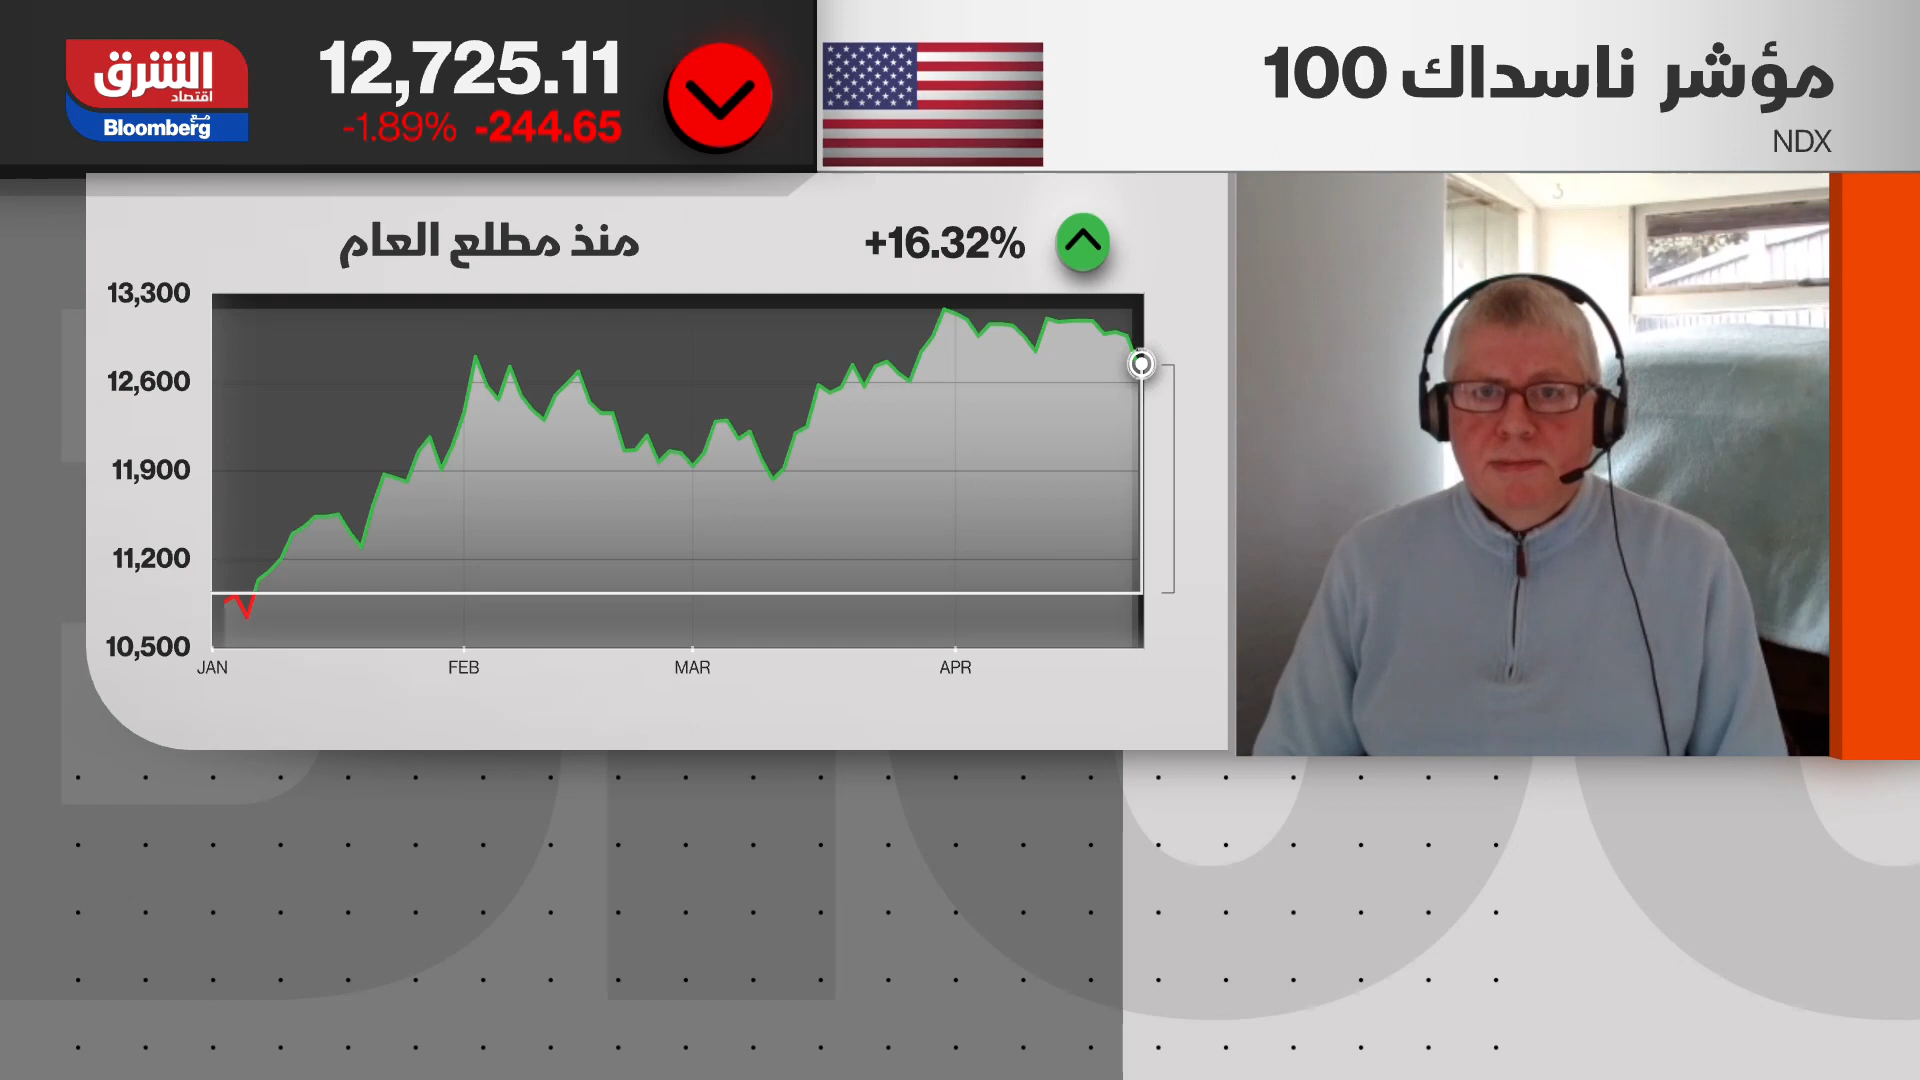 الشرق
اقتصاد
مع
Bloomberg
12,725.11
-1.89% -244.65
مؤشر ناسداك 100
NDX
منذ مطلع العام
+16.32%
13,300
12,600
11,900
11,200
10,500
JAN FEB MAR APR